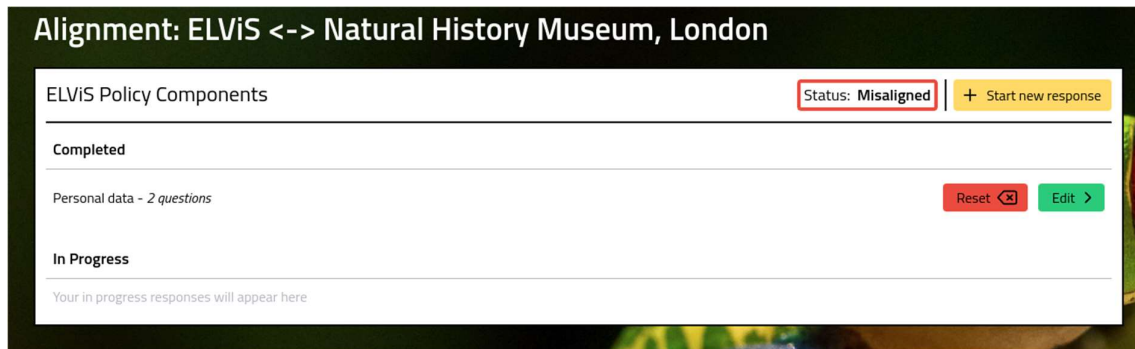 Alignment: ELViS <-> Natural History Museum, London
ELViS Policy Components
Status: Misaligned
+ Start new response
Completed
Personal data - 2 questions
Reset
Edit
In Progress
Your in progress responses will appear here